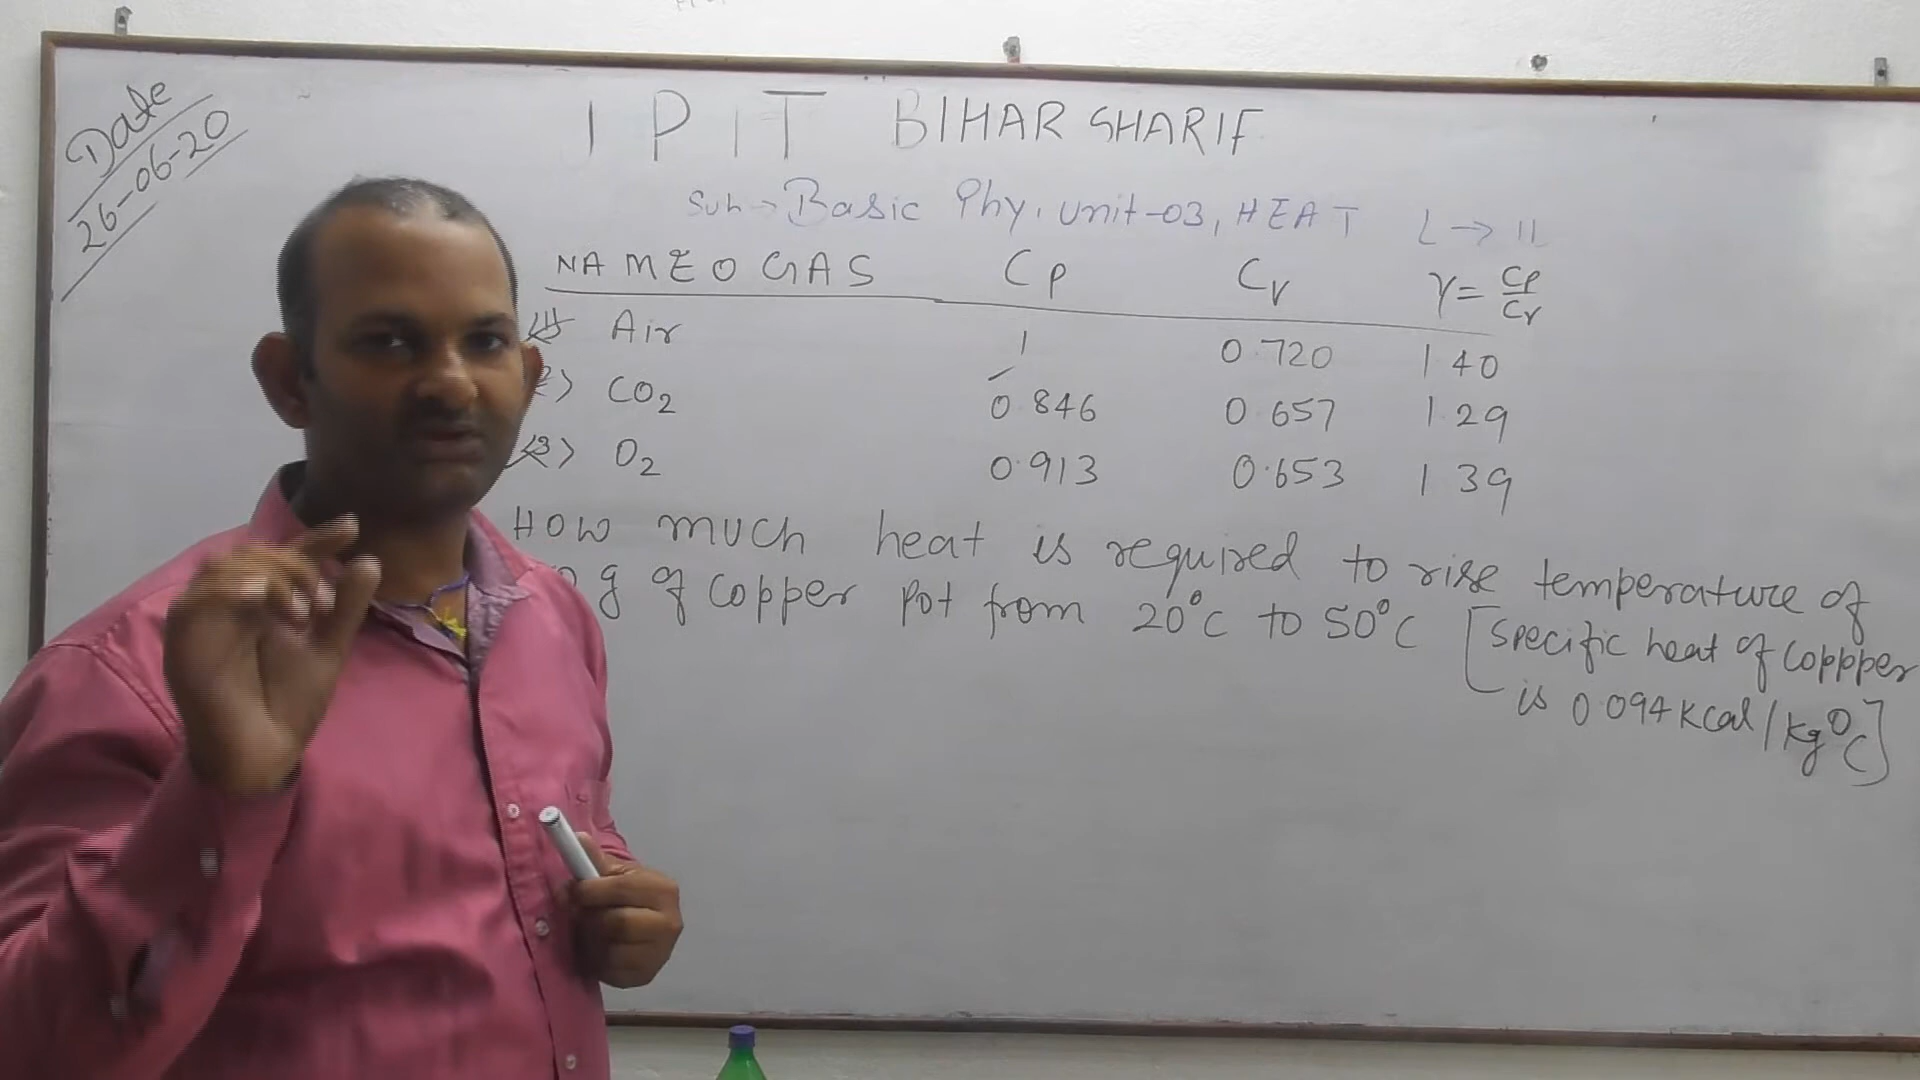 Date
26-06-20
I P I T BIHAR SHARIF
Sub → Basic Phy, Unit-03, HEAT L → 11
NAMEO GAS Cp Cv γ = Cp/Cv
(1) Air 1 0.720 1.40
2) CO2 0.846 0.657 1.29
(3) O2 0.913 0.653 1.39
HOW much heat is required to rise temperature of
g of copper pot from 20°C to 50°C [specific heat of coppper
is 0.094 Kcal/kg°C]